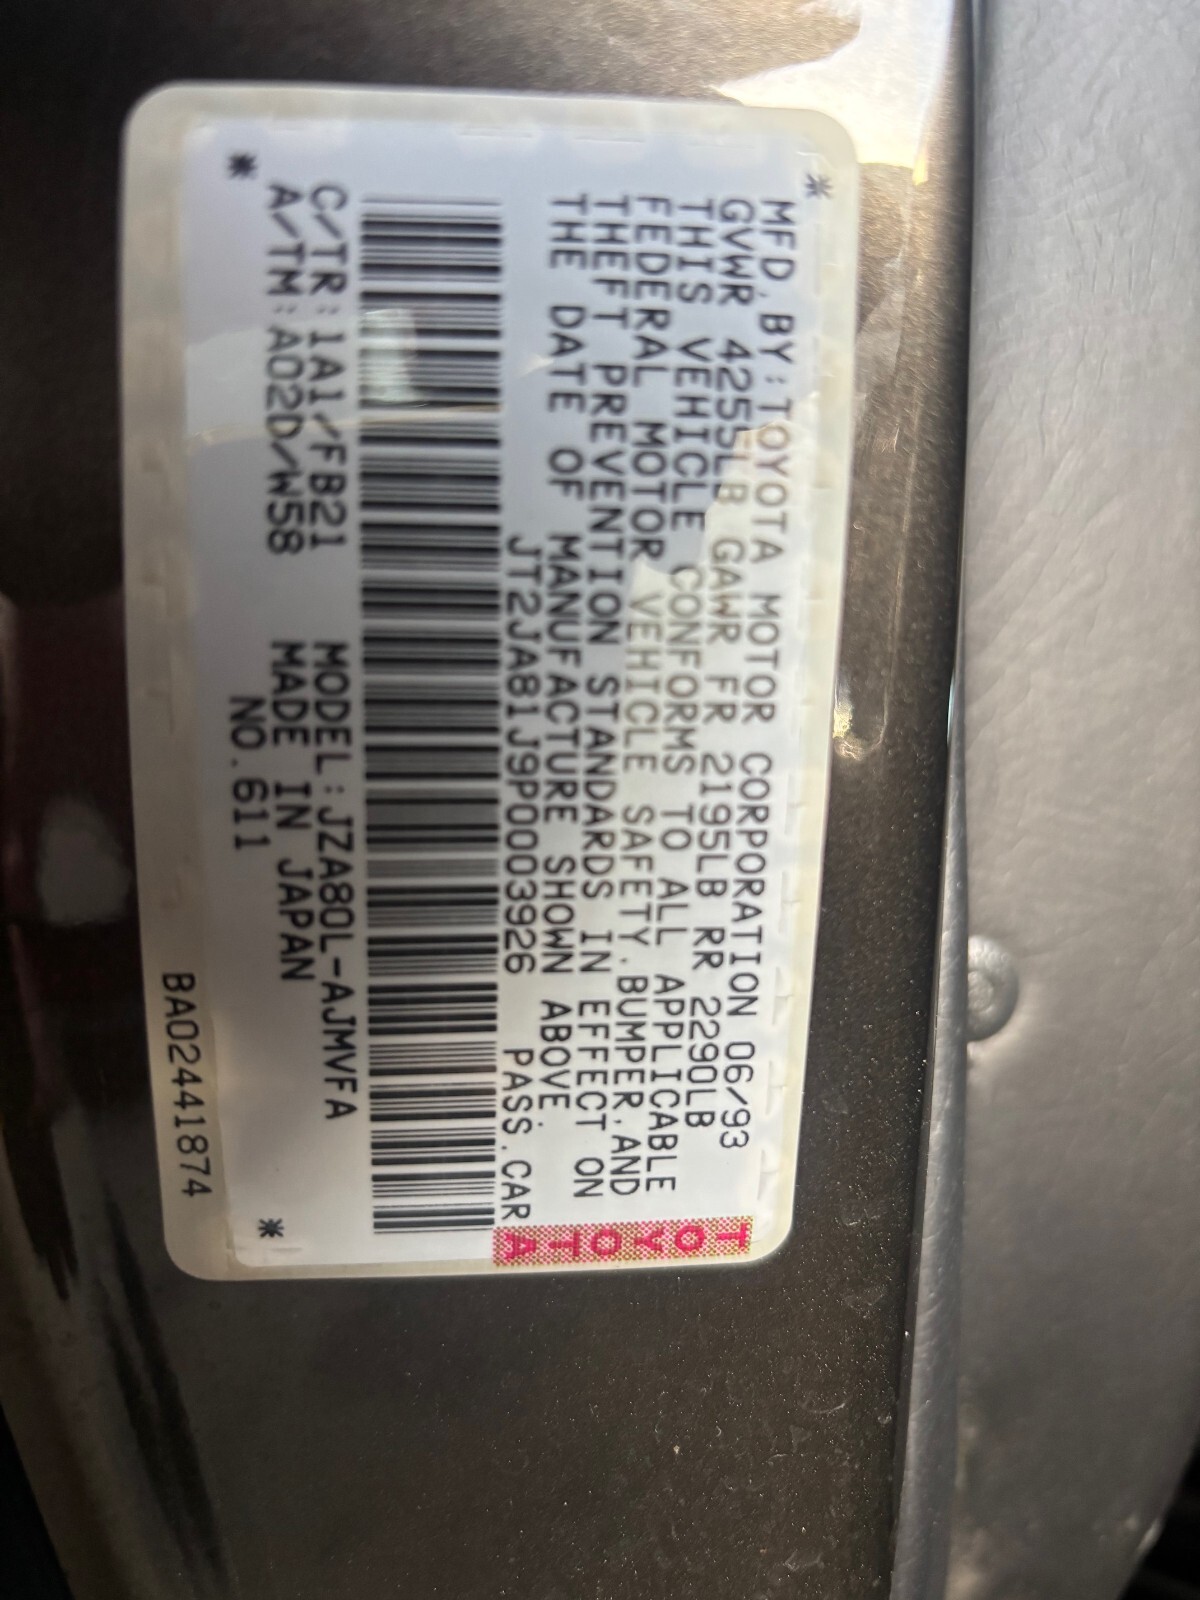 *
MFD. BY:TOYOTA MOTOR CORPORATION 06/93
GVWR 4255LB GAWR FR 2195LB RR 2290LB
THIS VEHICLE CONFORMS TO ALL APPLICABLE
FEDERAL MOTOR VEHICLE SAFETY.BUMPER,AND
THEFT PREVENTION STANDARDS IN EFFECT ON
THE DATE OF MANUFACTURE SHOWN ABOVE.
JT2JA81J9P0003926 PASS.CAR
TOYOTA
C/TR:1A1/FB21 MODEL:JZA80L-AJMVFA
A/TM:A02D/W58 MADE IN JAPAN
* NO.611 *
BA02441874